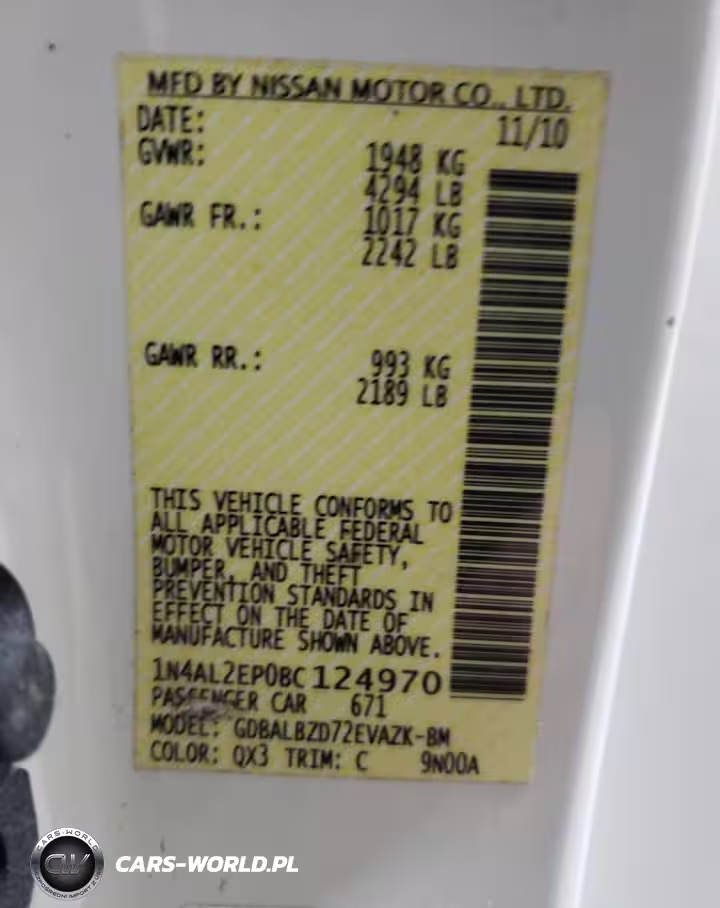 MFD BY NISSAN MOTOR CO., LTD.
DATE: 11/10
GVWR: 1948 KG
4294 LB
GAWR FR.: 1017 KG
2242 LB
GAWR RR.: 993 KG
2189 LB
THIS VEHICLE CONFORMS TO
ALL APPLICABLE FEDERAL
MOTOR VEHICLE SAFETY,
BUMPER, AND THEFT
PREVENTION STANDARDS IN
EFFECT ON THE DATE OF
MANUFACTURE SHOWN ABOVE.
1N4AL2EP0BC124970
PASSENGER CAR 671
MODEL: GDBALBZD72EVAZK-BM
COLOR: QX3 TRIM: C 9N00A
CARS-WORLD
CW
CARS-WORLD.PL